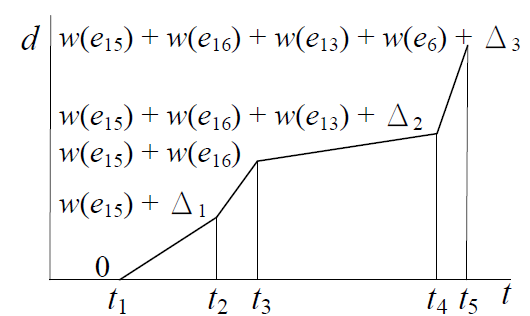 d w(e₁₅) + w(e₁₆) + w(e₁₃) + w(e₆) + Δ₃
w(e₁₅) + w(e₁₆) + w(e₁₃) + Δ₂
w(e₁₅) + w(e₁₆)
w(e₁₅) + Δ₁
0
t₁ t₂ t₃ t₄ t₅ t